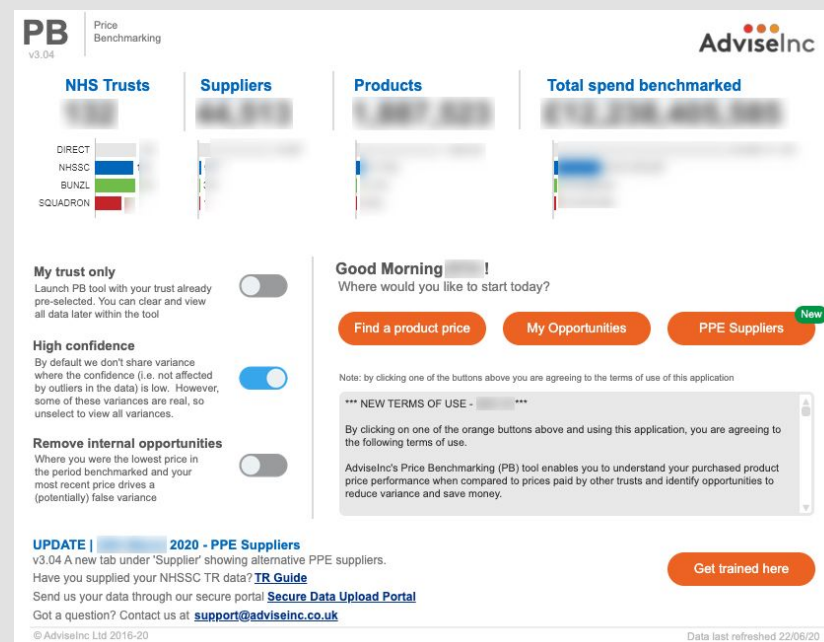 PB
Price
Benchmarking
v3.04
AdviseInc
NHS Trusts
Suppliers
Products
Total spend benchmarked
DIRECT
NHSSC
BUNZL
SQUADRON
My trust only
Launch PB tool with your trust already
pre-selected. You can clear and view
all data later within the tool
High confidence
By default we don't share variance
where the confidence (i.e. not affected
by outliers in the data) is low. However,
some of these variances are real, so
unselect to view all variances.
Remove internal opportunities
Where you were the lowest price in
the period benchmarked and your
most recent price drives a
(potentially) false variance
Good Morning !
Where would you like to start today?
Find a product price
My Opportunities
PPE Suppliers
New
Note: by clicking one of the buttons above you are agreeing to the terms of use of this application
*** NEW TERMS OF USE - ***
By clicking on one of the orange buttons above and using this application, you are agreeing to
the following terms of use.
AdviseInc's Price Benchmarking (PB) tool enables you to understand your purchased product
price performance when compared to prices paid by other trusts and identify opportunities to
reduce variance and save money.
UPDATE | 2020 - PPE Suppliers
v3.04 A new tab under 'Supplier' showing alternative PPE suppliers.
Have you supplied your NHSSC TR data? TR Guide
Send us your data through our secure portal Secure Data Upload Portal
Got a question? Contact us at support@adviseinc.co.uk
Get trained here
© AdviseInc Ltd 2016-20
Data last refreshed 22/06/20